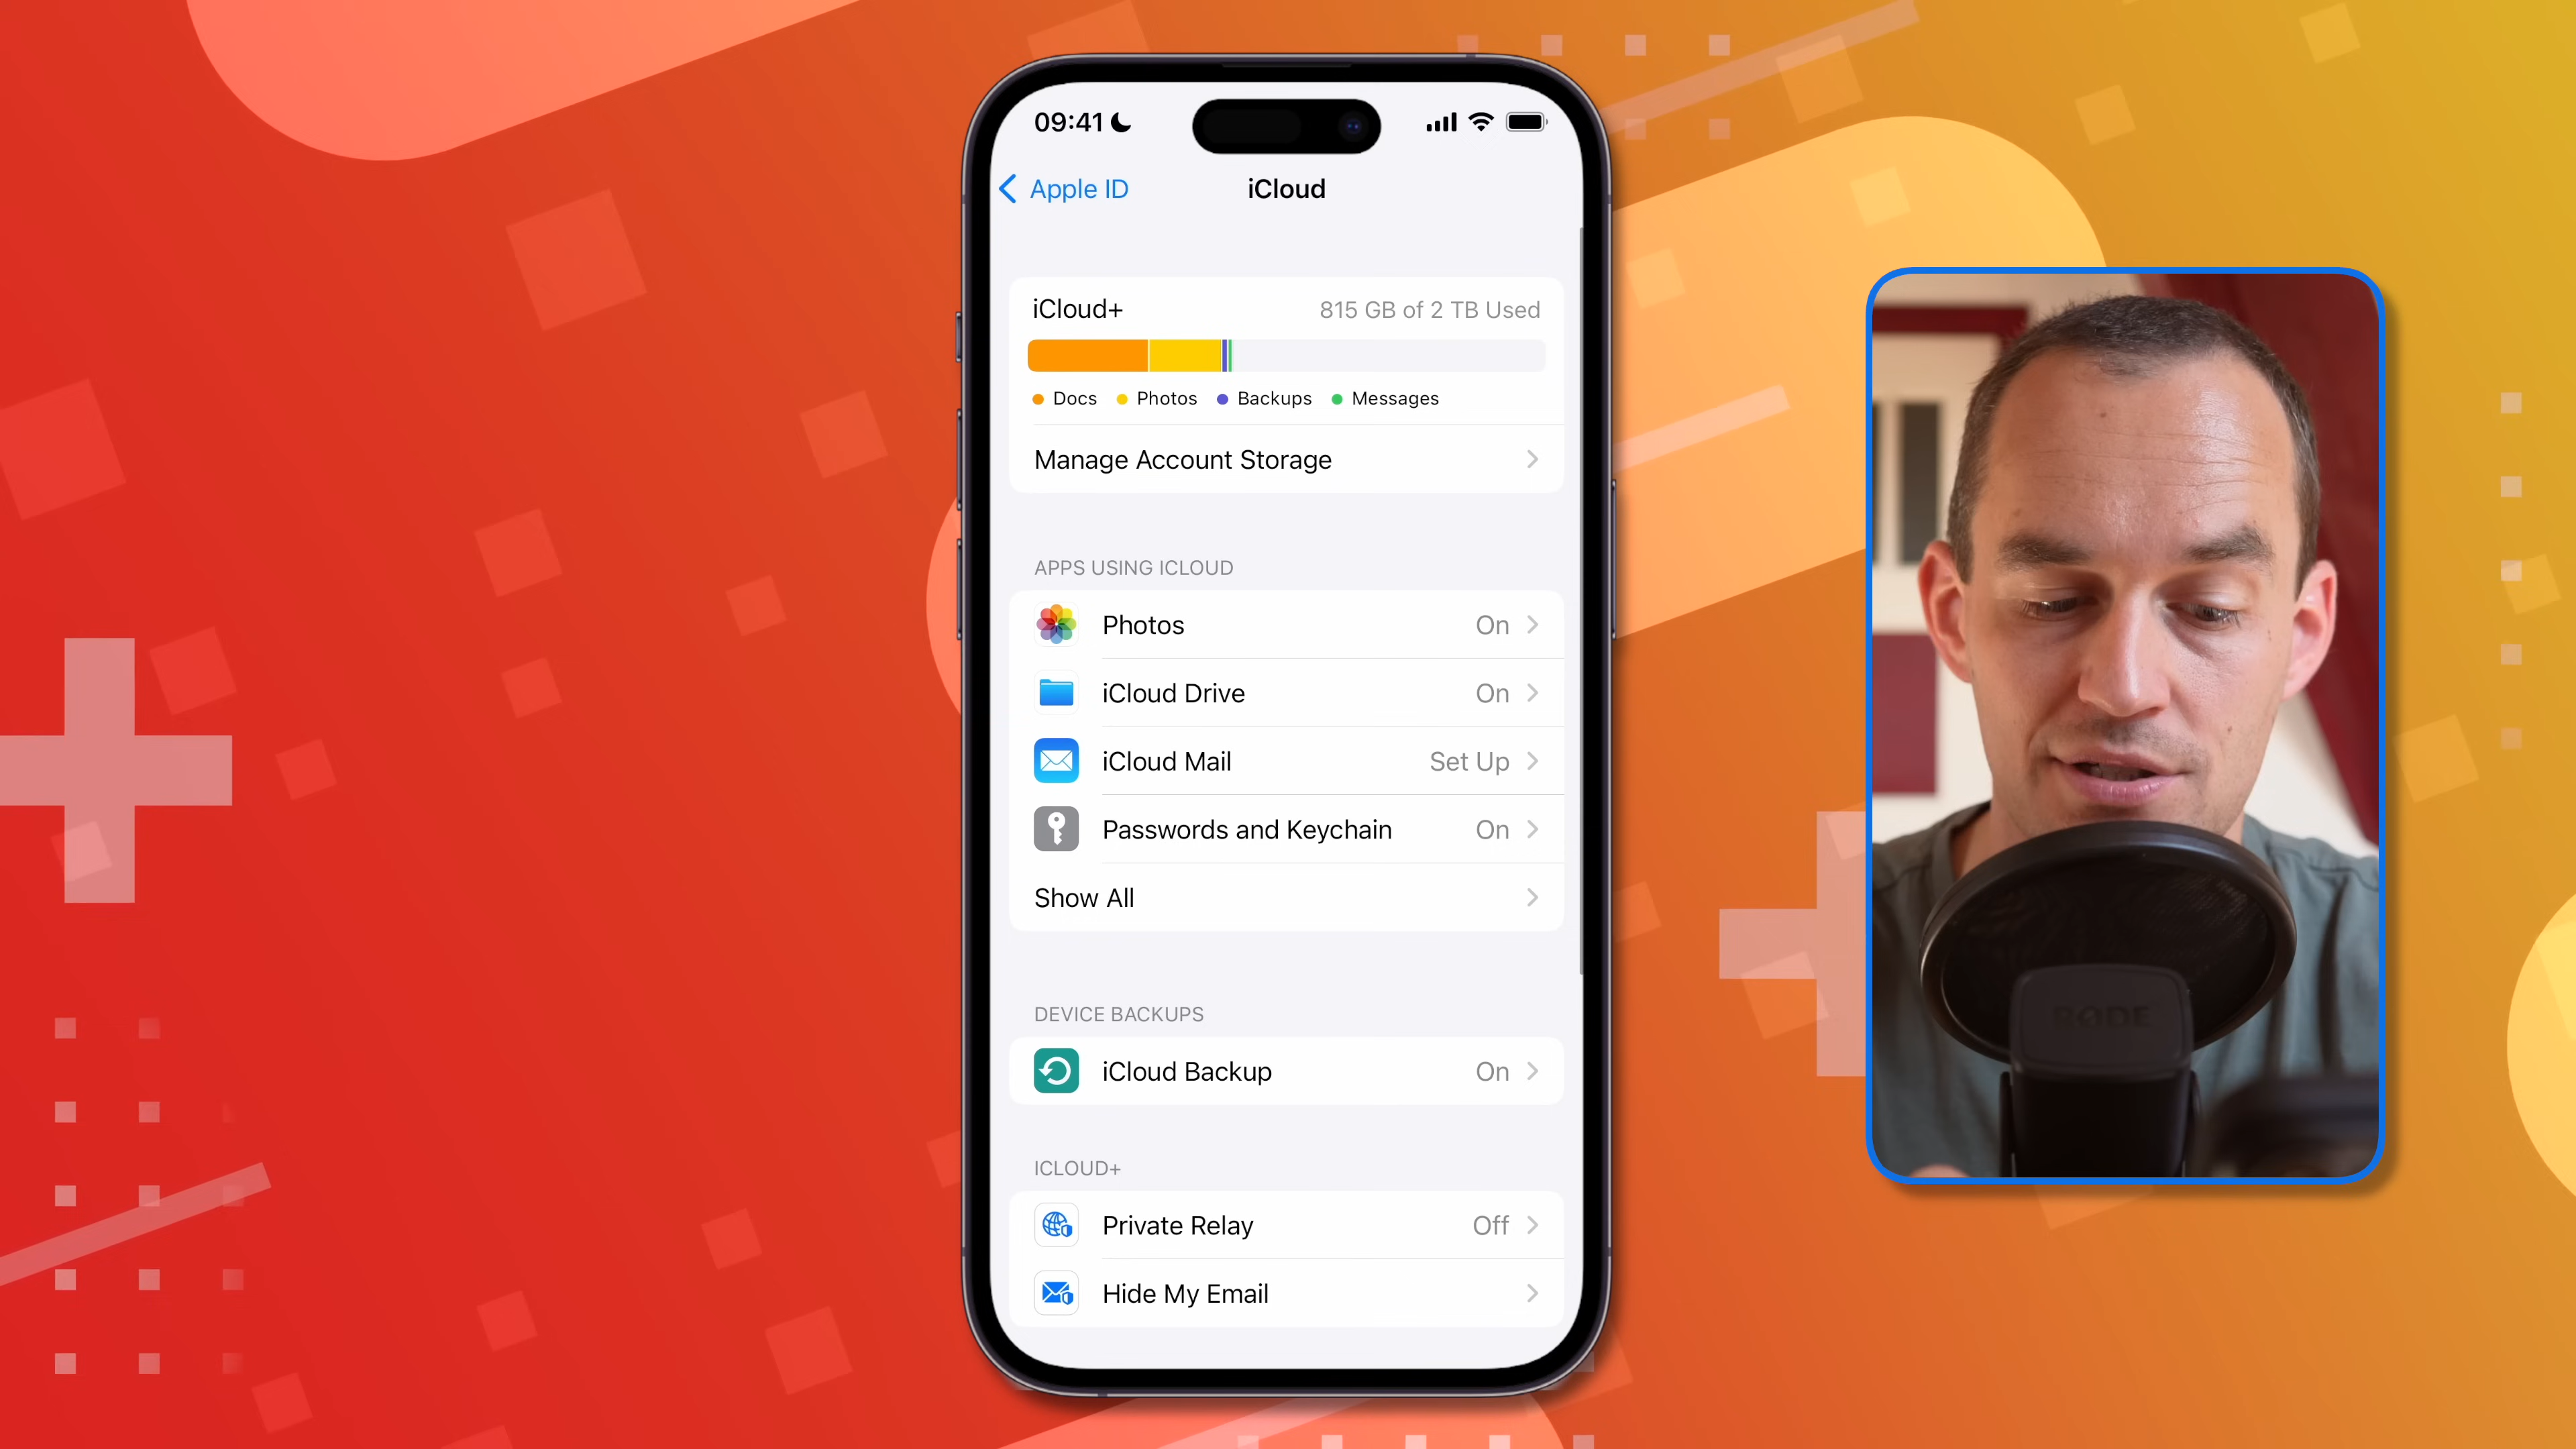 09:41
Apple ID
iCloud
iCloud+
815 GB of 2 TB Used
Docs
Photos
Backups
Messages
Manage Account Storage
APPS USING ICLOUD
Photos
On
iCloud Drive
On
iCloud Mail
Set Up
Passwords and Keychain
On
Show All
DEVICE BACKUPS
iCloud Backup
On
ICLOUD+
Private Relay
Off
Hide My Email
RØDE